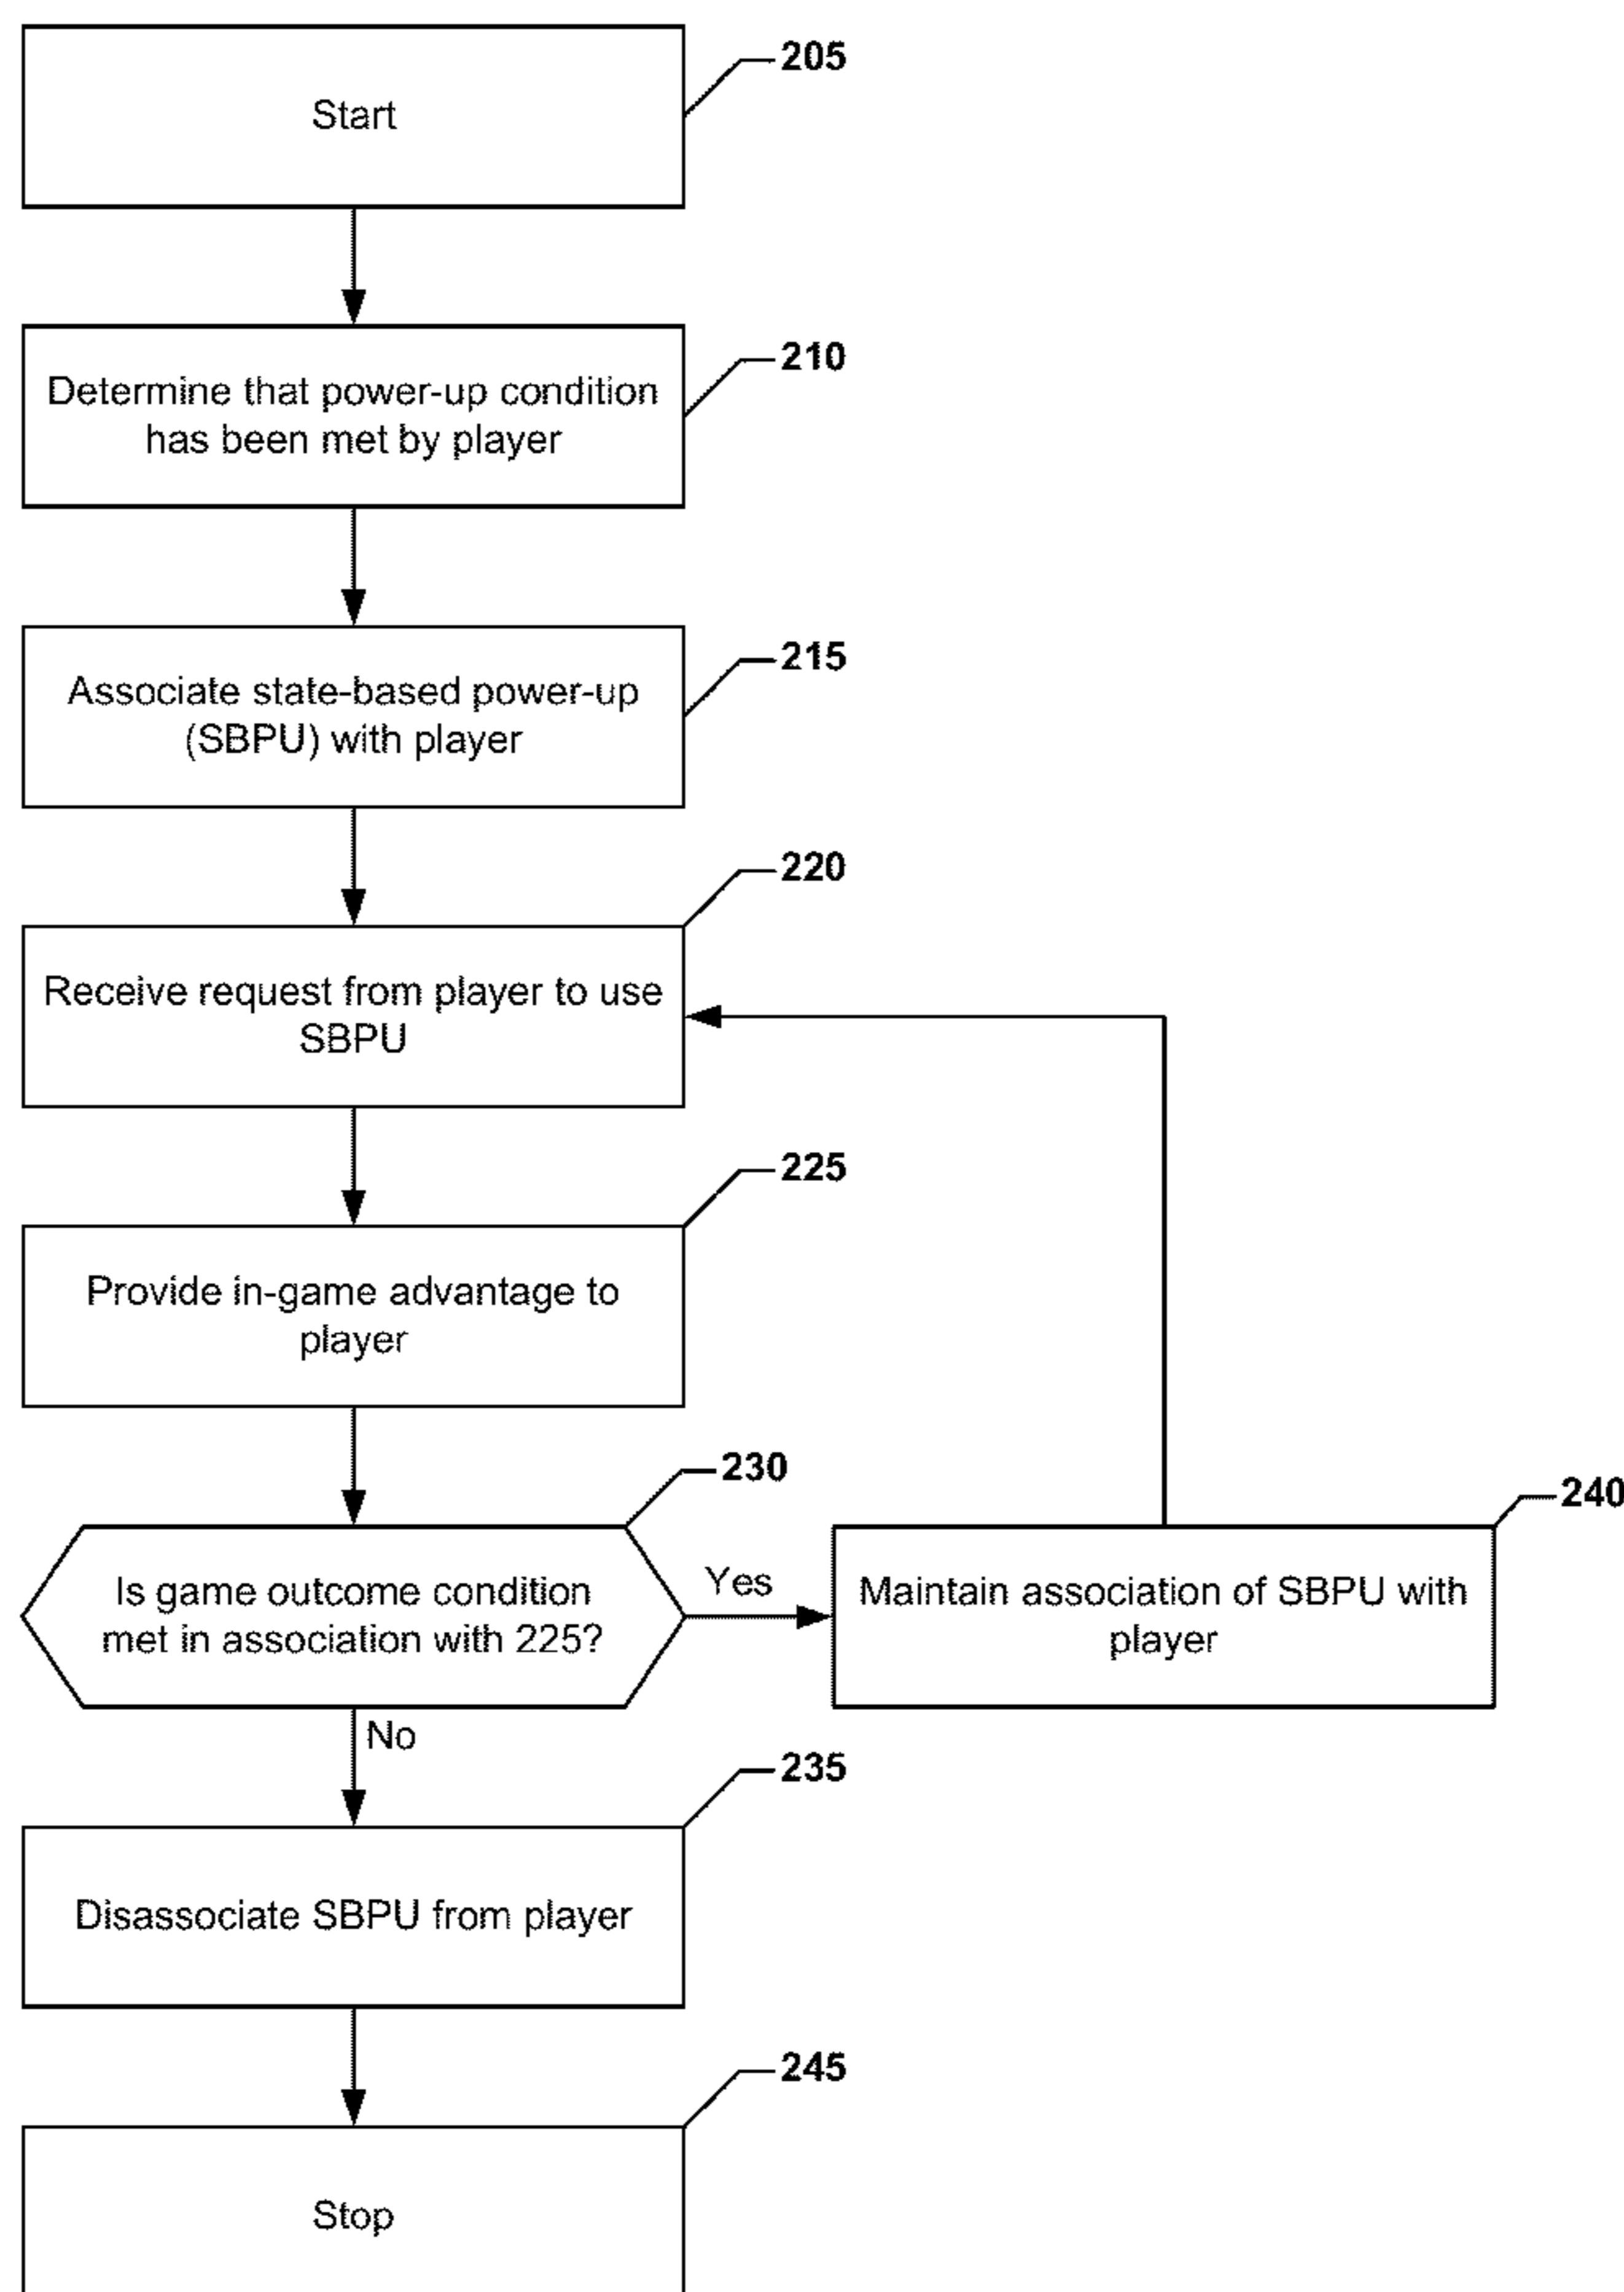 Start
205
Determine that power-up condition
has been met by player
210
Associate state-based power-up
(SBPU) with player
215
Receive request from player to use
SBPU
220
Provide in-game advantage to
player
225
Is game outcome condition
met in association with 225?
230
Yes
Maintain association of SBPU with
player
240
No
Disassociate SBPU from player
235
Stop
245